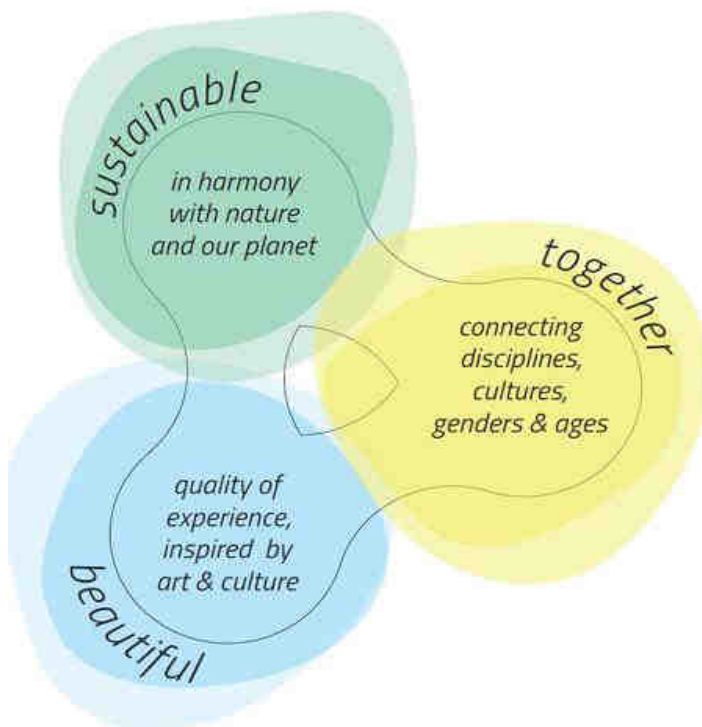 sustainable
in harmony
with nature
and our planet
together
connecting
disciplines,
cultures,
genders & ages
quality of
experience,
inspired by
art & culture
beautiful